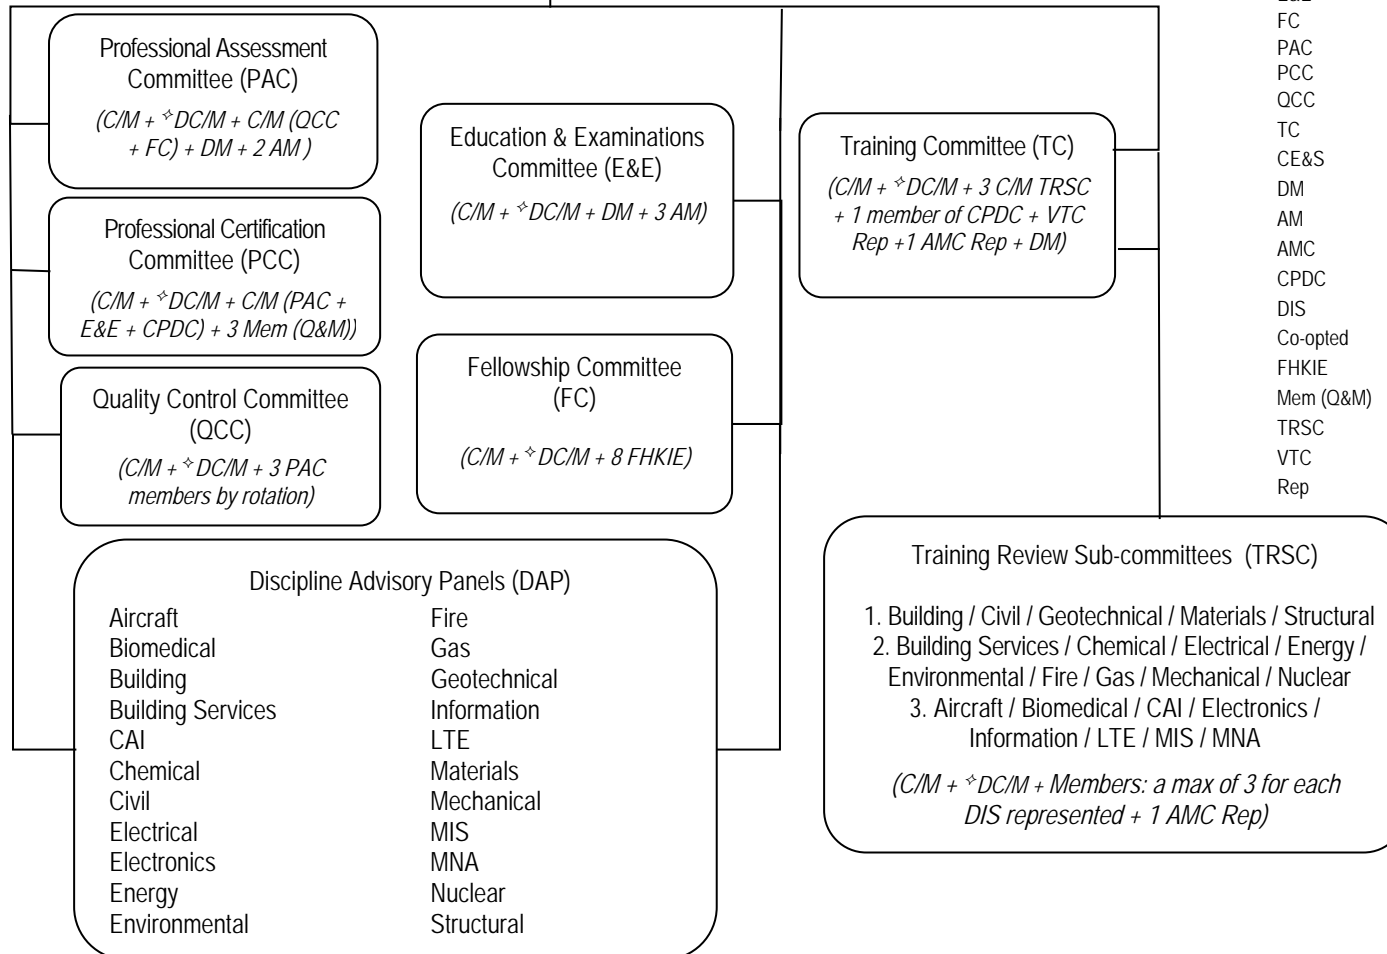 Professional Assessment
Committee (PAC)
(C/M + ✧DC/M + C/M (QCC
+ FC) + DM + 2 AM )
Professional Certification
Committee (PCC)
(C/M + ✧DC/M + C/M (PAC +
E&E + CPDC) + 3 Mem (Q&M))
Quality Control Committee
(QCC)
(C/M + ✧DC/M + 3 PAC
members by rotation)
Education & Examinations
Committee (E&E)
(C/M + ✧DC/M + DM + 3 AM)
Fellowship Committee
(FC)
(C/M + ✧DC/M + 8 FHKIE)
Training Committee (TC)
(C/M + ✧DC/M + 3 C/M TRSC
+ 1 member of CPDC + VTC
Rep +1 AMC Rep + DM)
FC
PAC
PCC
QCC
TC
CE&S
DM
AM
AMC
CPDC
DIS
Co-opted
FHKIE
Mem (Q&M)
TRSC
VTC
Rep
Discipline Advisory Panels (DAP)
Aircraft
Biomedical
Building
Building Services
CAI
Chemical
Civil
Electrical
Electronics
Energy
Environmental
Fire
Gas
Geotechnical
Information
LTE
Materials
Mechanical
MIS
MNA
Nuclear
Structural
Training Review Sub-committees (TRSC)
1. Building / Civil / Geotechnical / Materials / Structural
2. Building Services / Chemical / Electrical / Energy /
Environmental / Fire / Gas / Mechanical / Nuclear
3. Aircraft / Biomedical / CAI / Electronics /
Information / LTE / MIS / MNA
(C/M + ✧DC/M + Members: a max of 3 for each
DIS represented + 1 AMC Rep)